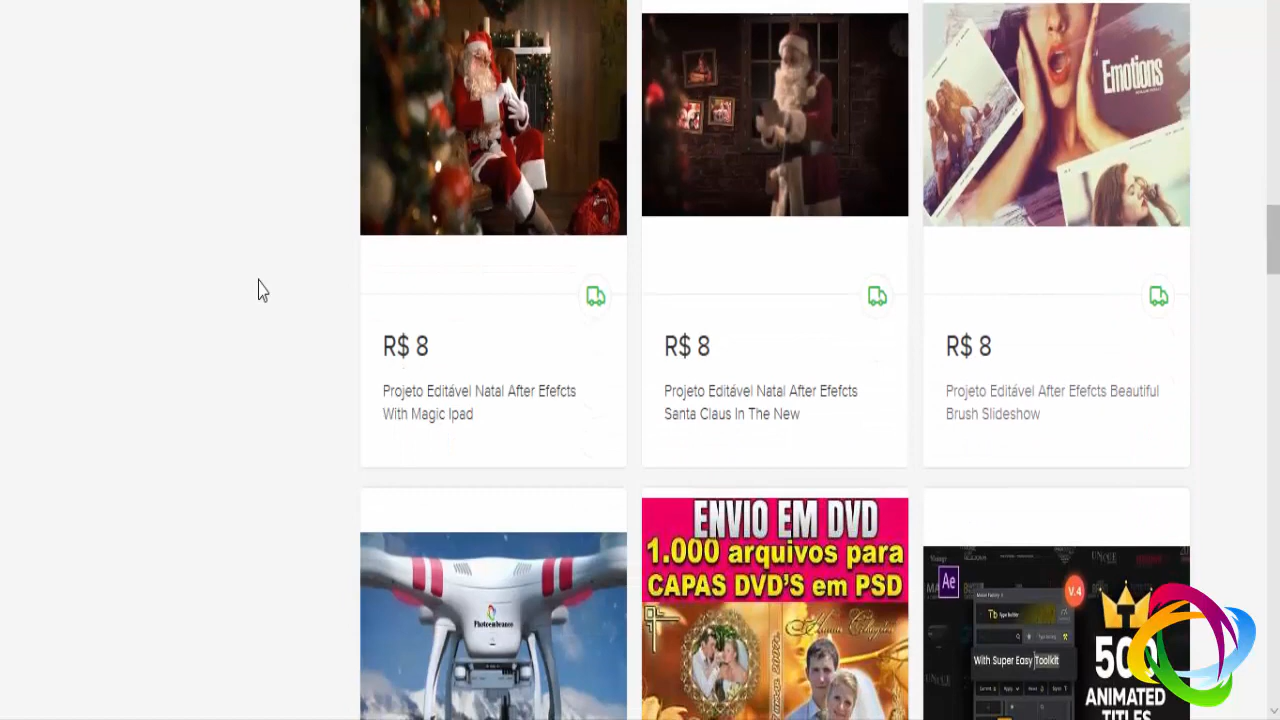 Emotions
R$ 8
R$ 8
R$ 8
Projeto Editável Natal After Efefcts
With Magic Ipad
Projeto Editável Natal After Efefcts
Santa Claus In The New
Projeto Editável After Efefcts Beautiful
Brush Slideshow
Photoembrance
ENVIO EM DVD
1.000 arquivos para
CAPAS DVD'S em PSD
Ae
V.4
With Super Easy Toolkit
ANIMATED
TITLES